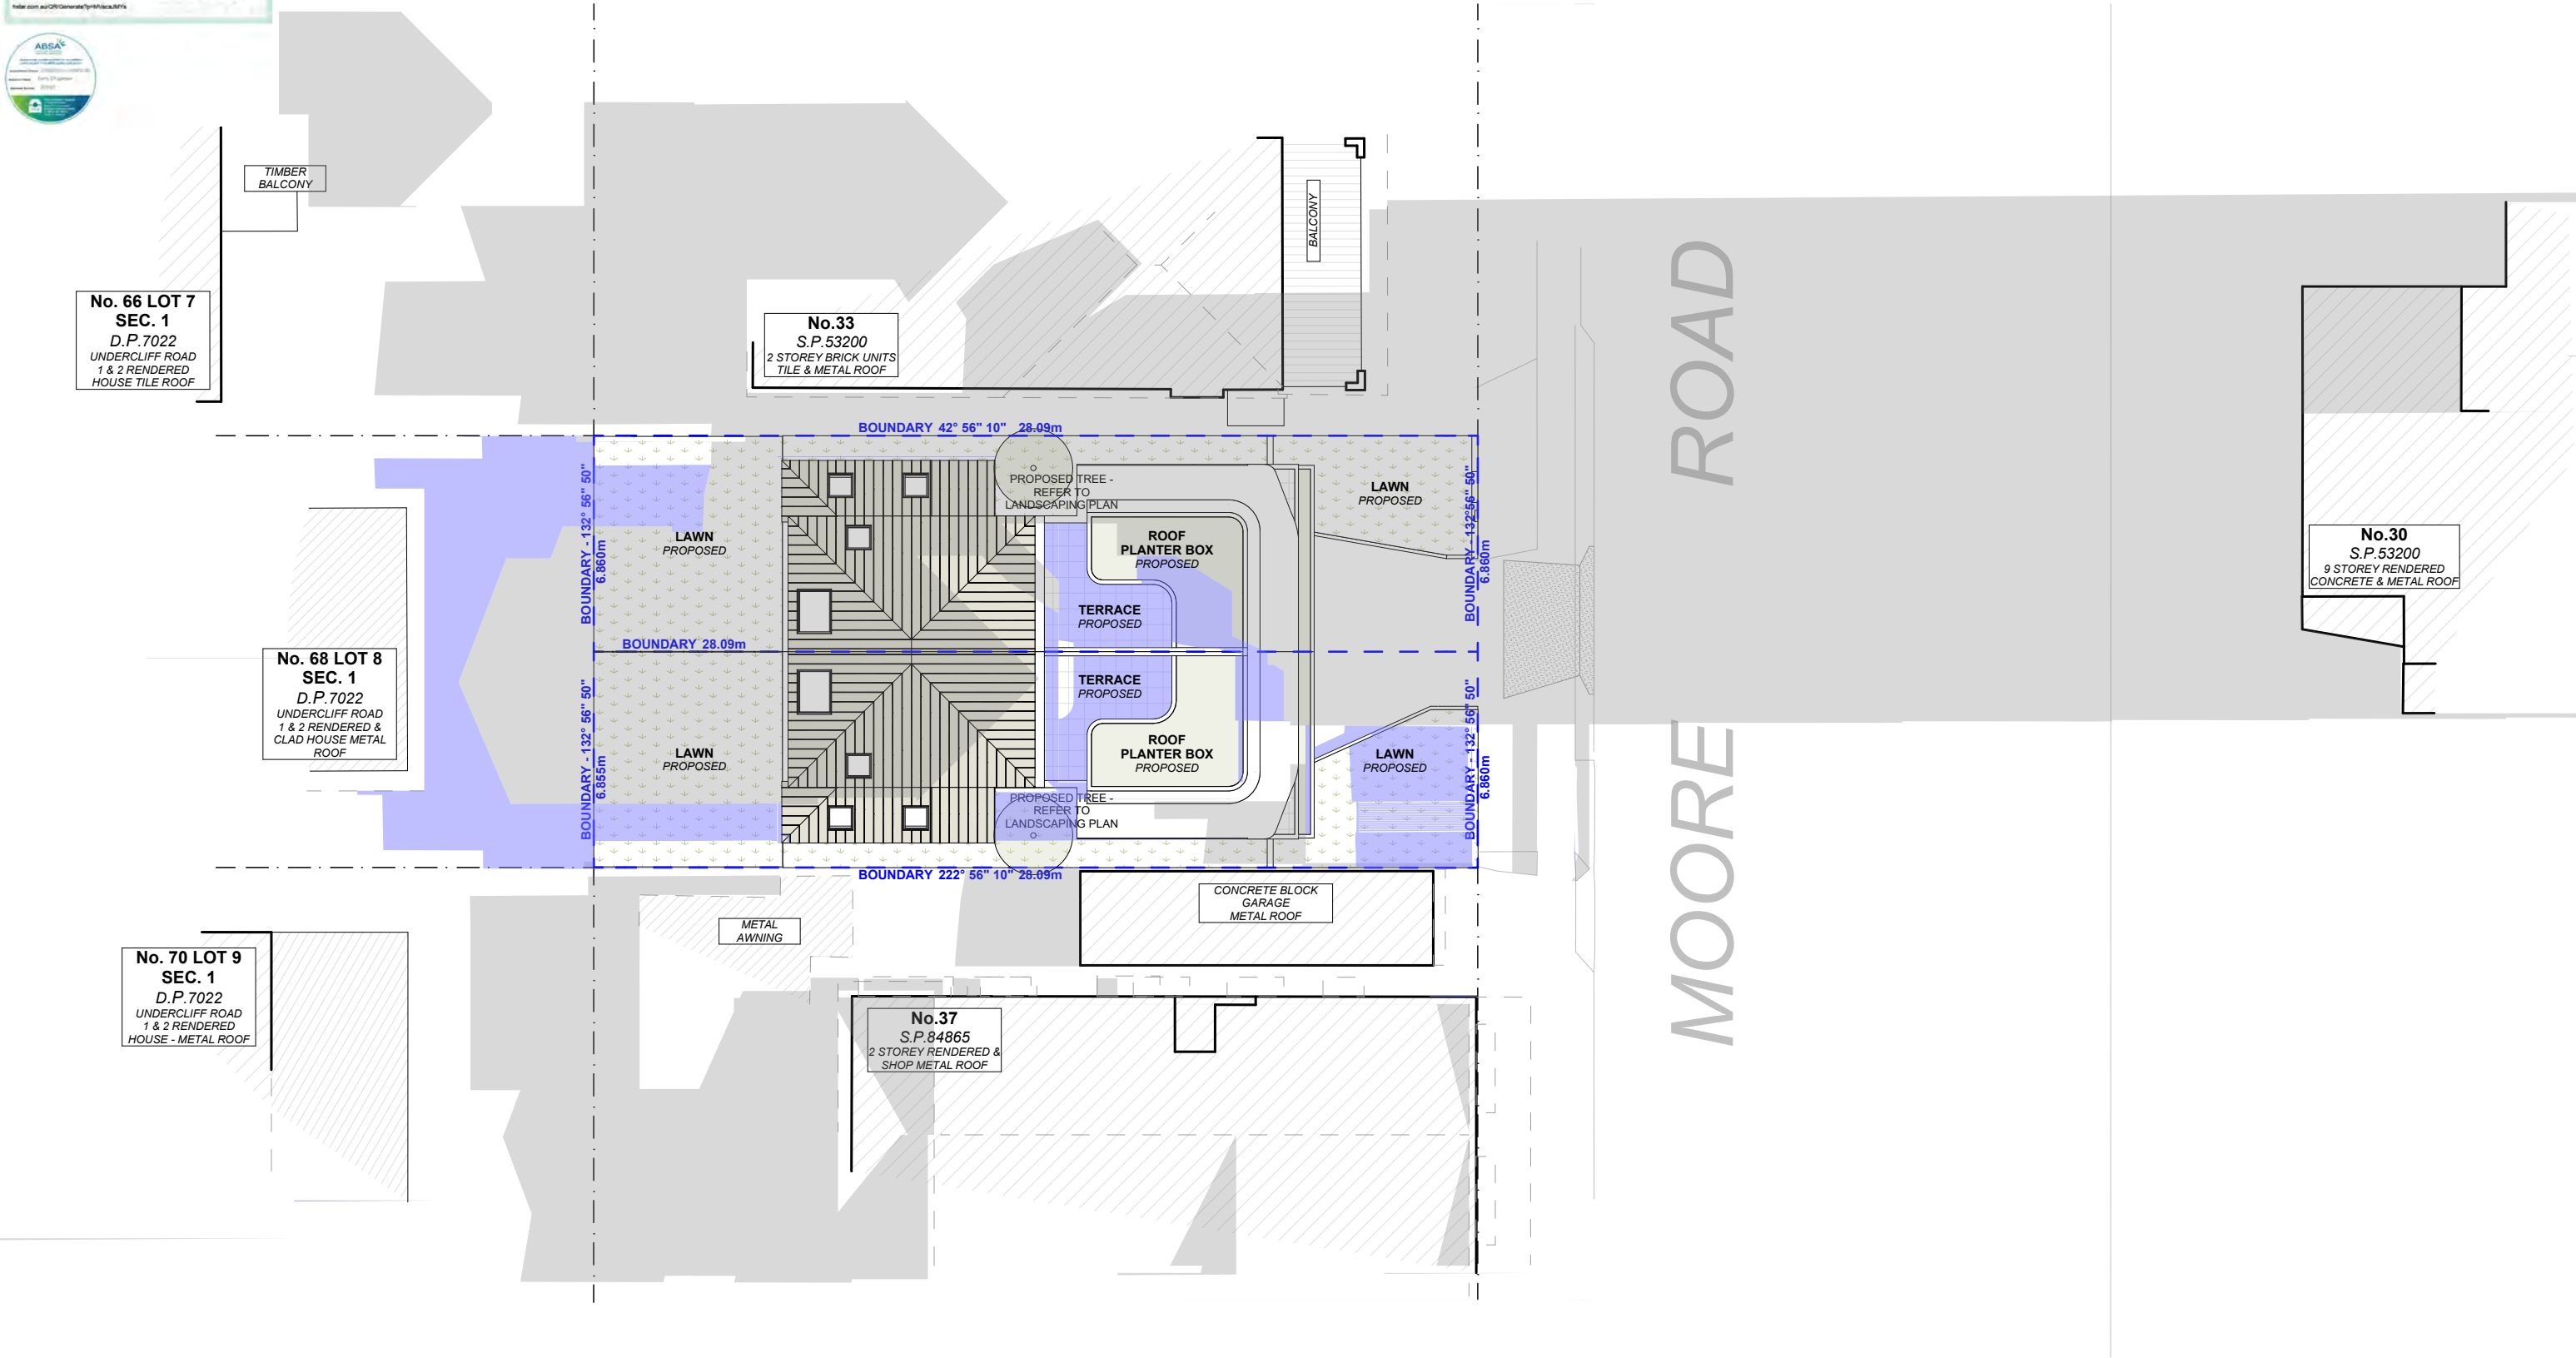 ABSA
TIMBER
BALCONY
BALCONY
No. 66 LOT 7
SEC. 1
D.P.7022
UNDERCLIFF ROAD
1 & 2 RENDERED
HOUSE TILE ROOF
No.33
S.P.53200
2 STOREY BRICK UNITS
TILE & METAL ROOF
MOORE ROAD
BOUNDARY 42° 56" 10" 28.09m
BOUNDARY - 132° 56" 50"
6.860m
LAWN
PROPOSED
PROPOSED TREE -
REFER TO
LANDSCAPING PLAN
ROOF
PLANTER BOX
PROPOSED
TERRACE
PROPOSED
LAWN
PROPOSED
BOUNDARY - 132°56" 50"
6.860m
No.30
S.P.53200
9 STOREY RENDERED
CONCRETE & METAL ROOF
BOUNDARY 28.09m
No. 68 LOT 8
SEC. 1
D.P.7022
UNDERCLIFF ROAD
1 & 2 RENDERED &
CLAD HOUSE METAL
ROOF
BOUNDARY - 132° 56" 50"
6.855m
LAWN
PROPOSED
TERRACE
PROPOSED
ROOF
PLANTER BOX
PROPOSED
PROPOSED TREE -
REFER TO
LANDSCAPING PLAN
LAWN
PROPOSED
BOUNDARY - 132° 56" 50"
6.860m
BOUNDARY 222° 56" 10" 28.09m
CONCRETE BLOCK
GARAGE
METAL ROOF
METAL
AWNING
No. 70 LOT 9
SEC. 1
D.P.7022
UNDERCLIFF ROAD
1 & 2 RENDERED
HOUSE - METAL ROOF
No.37
S.P.84865
2 STOREY RENDERED &
SHOP METAL ROOF